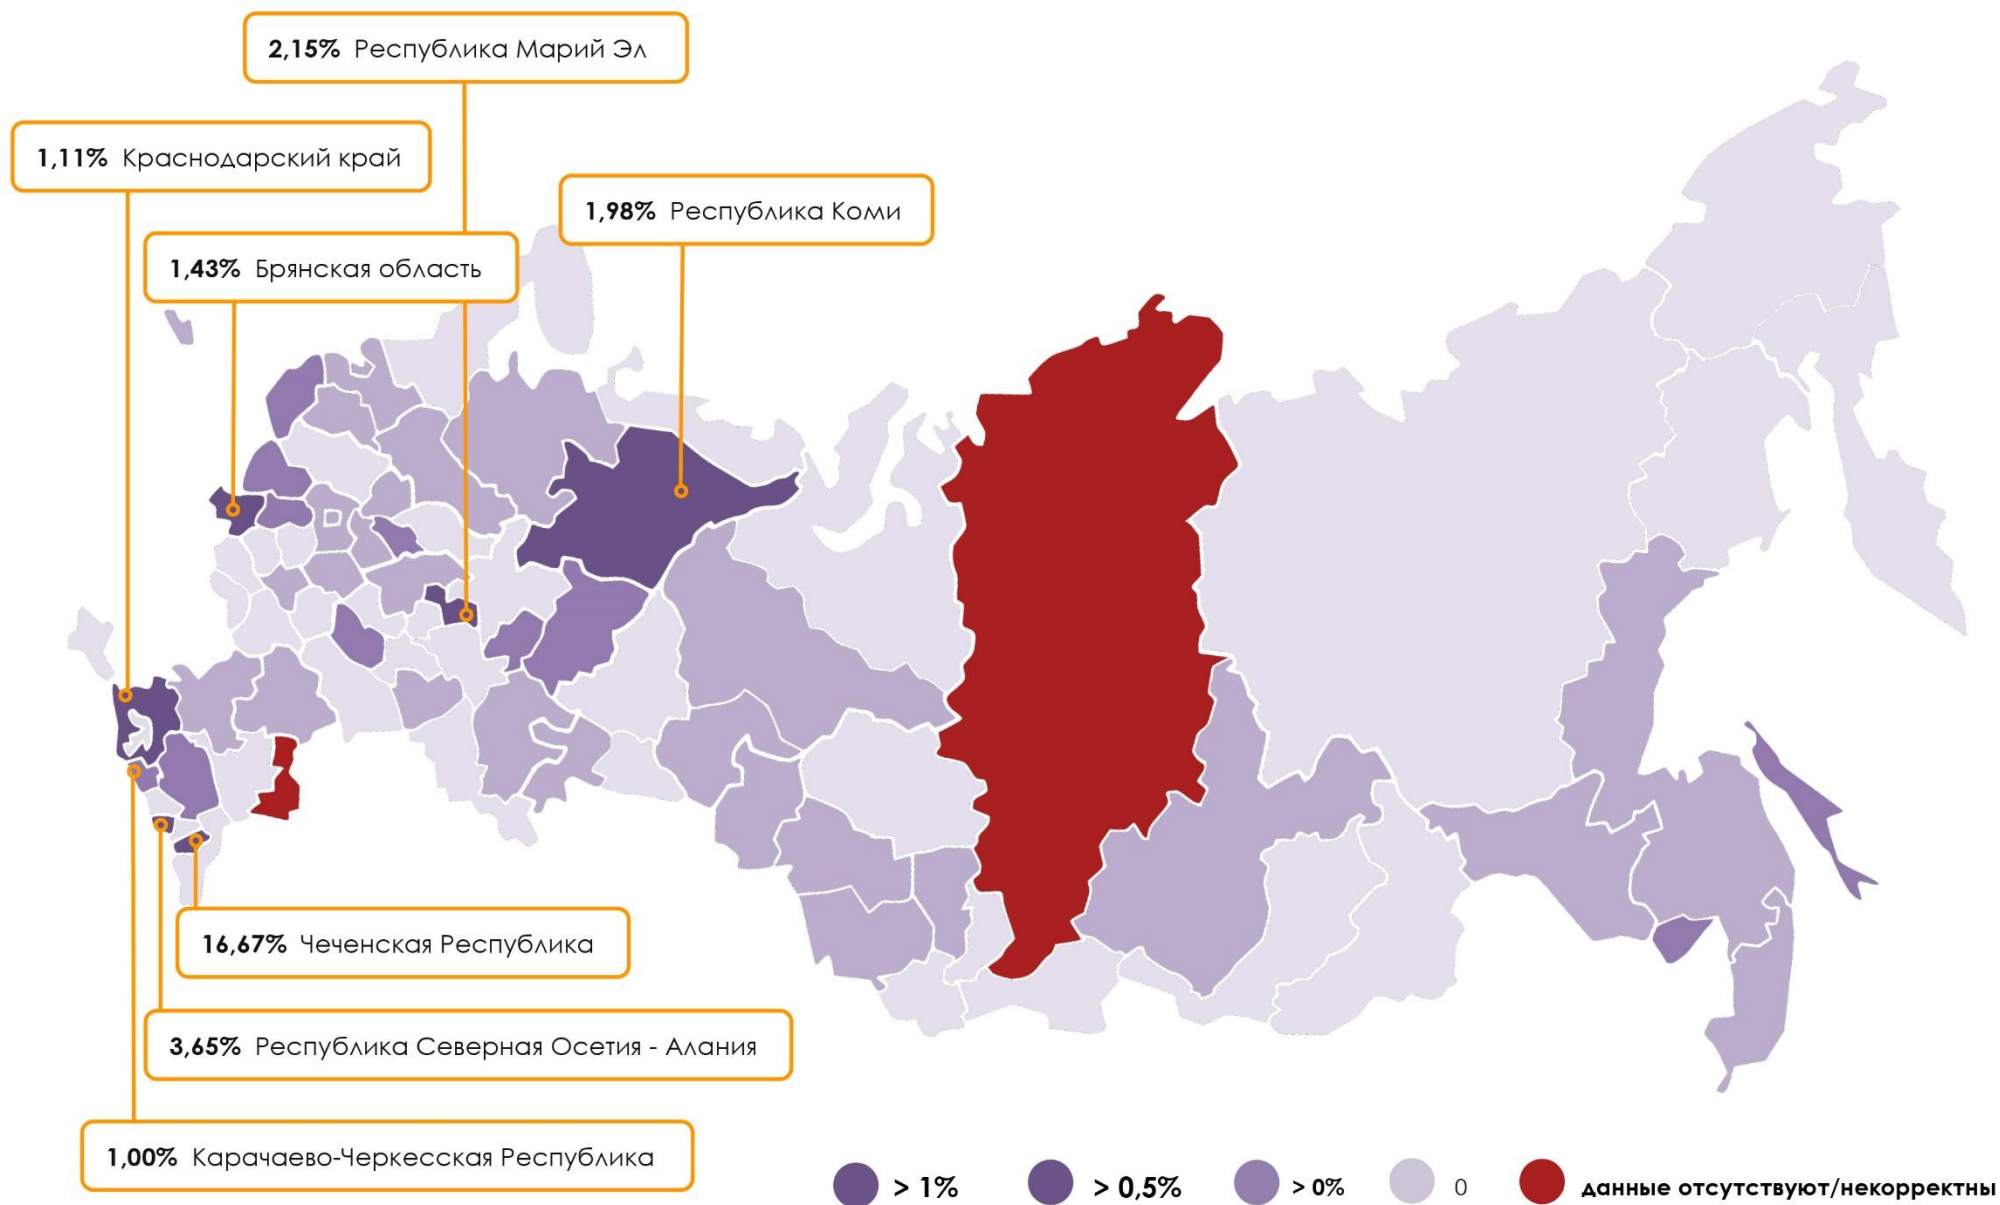 2,15% Республика Марий Эл
1,11% Краснодарский край
1,98% Республика Коми
1,43% Брянская область
16,67% Чеченская Республика
3,65% Республика Северная Осетия - Алания
1,00% Карачаево-Черкесская Республика
> 1% > 0,5% > 0% 0 данные отсутствуют/некорректны